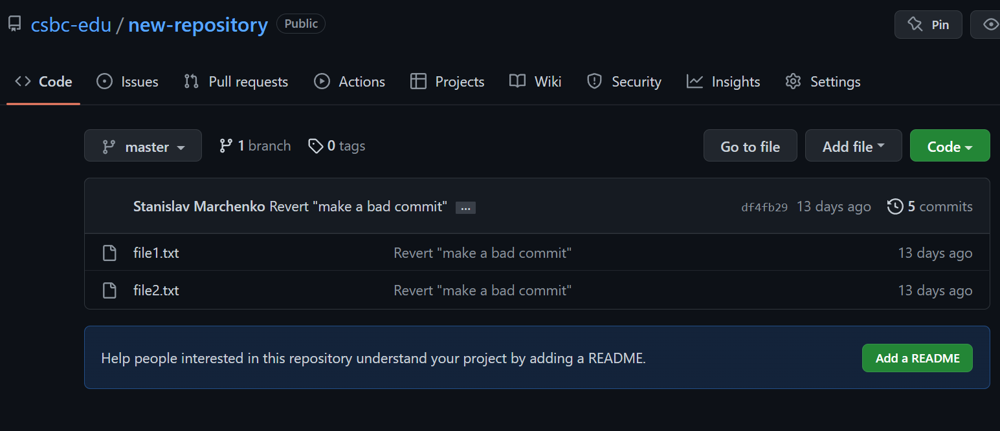 csbc-edu / new-repository Public Pin
Code Issues Pull requests Actions Projects Wiki Security Insights Settings
master 1 branch 0 tags Go to file Add file Code
Stanislav Marchenko Revert "make a bad commit" ... df4fb29 13 days ago 5 commits
file1.txt Revert "make a bad commit" 13 days ago
file2.txt Revert "make a bad commit" 13 days ago
Help people interested in this repository understand your project by adding a README. Add a README